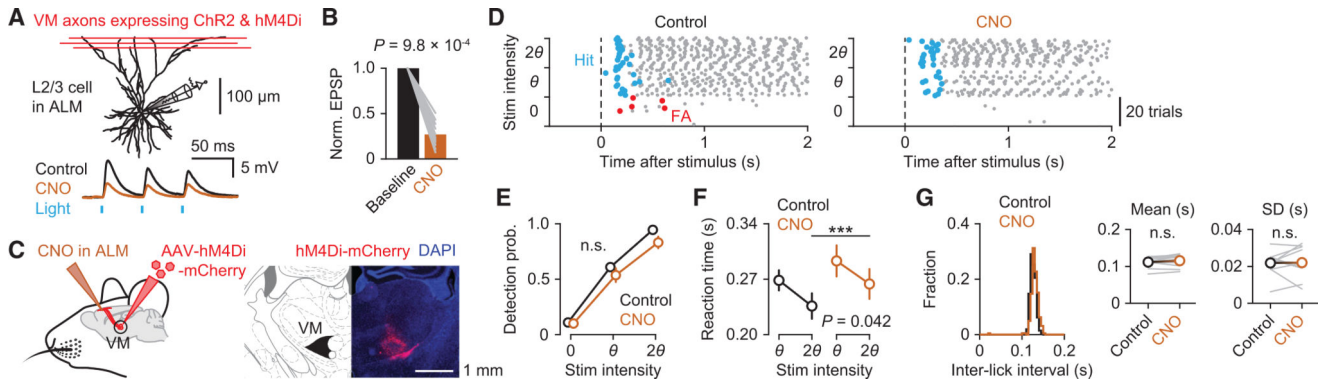 A
VM axons expressing ChR2 & hM4Di
L2/3 cell
in ALM
100 µm
50 ms
5 mV
Control
CNO
Light
B
P = 9.8 × 10⁻⁴
Norm. EPSP
1
0.5
0
Baseline
CNO
C
CNO in ALM
AAV-hM4Di
-mCherry
VM
hM4Di-mCherry DAPI
VM
1 mm
D
Control
Stim intensity
2θ
θ
0
Hit
FA
0 1 2
Time after stimulus (s)
CNO
0 1 2
Time after stimulus (s)
20 trials
E
Detection prob.
1.0
0.5
0
n.s.
Control
CNO
0 θ 2θ
Stim intensity
F
Control
CNO
Reaction time (s)
0.34
0.27
0.20
***
P = 0.042
θ 2θ θ 2θ
Stim intensity
G
Control
CNO
Fraction
0.4
0.2
0
0 0.1 0.2
Inter-lick interval (s)
Mean (s)
n.s.
0.2
0.1
0
Control
CNO
SD (s)
n.s.
0.04
0.02
0
Control
CNO